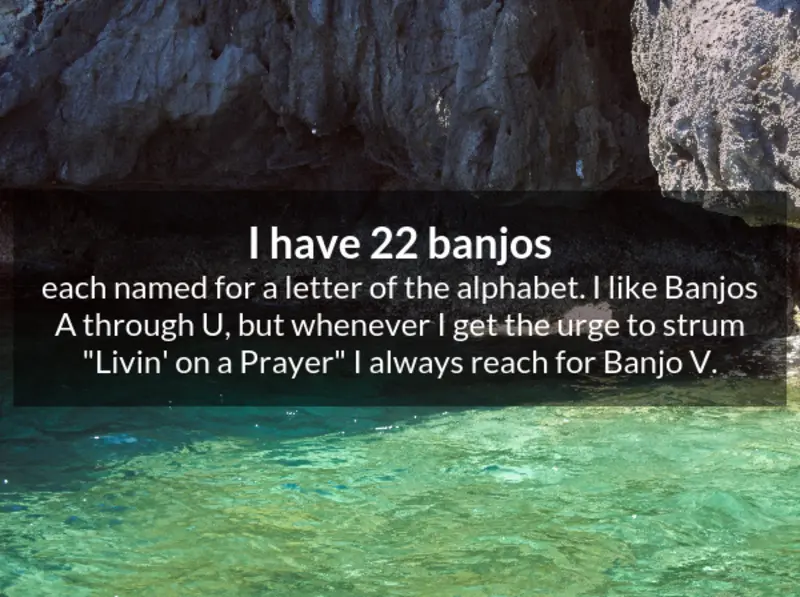 I have 22 banjos
each named for a letter of the alphabet. I like Banjos
A through U, but whenever I get the urge to strum
"Livin' on a Prayer" I always reach for Banjo V.